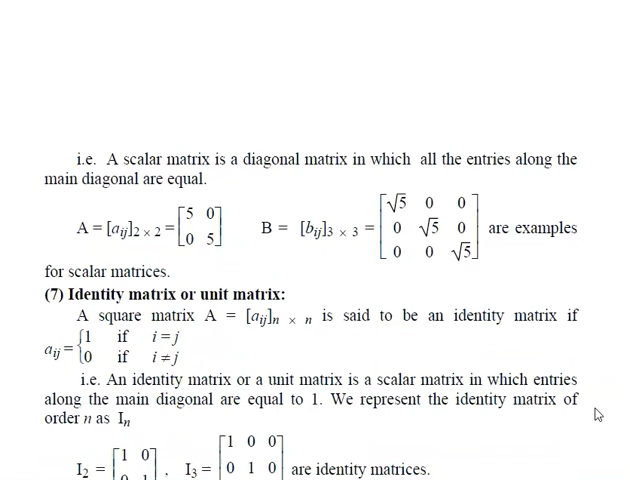 i.e. A scalar matrix is a diagonal matrix in which all the entries along the
main diagonal are equal.
A = [aij]2 × 2 = [5 0; 0 5] B = [bij]3 × 3 = [√5 0 0; 0 √5 0; 0 0 √5] are examples
for scalar matrices.
(7) Identity matrix or unit matrix:
A square matrix A = [aij]n × n is said to be an identity matrix if
aij = {1 if i = j
0 if i ≠ j
i.e. An identity matrix or a unit matrix is a scalar matrix in which entries
along the main diagonal are equal to 1. We represent the identity matrix of
order n as In
I2 = [1 0; 0 1], I3 = [1 0 0; 0 1 0 are identity matrices.